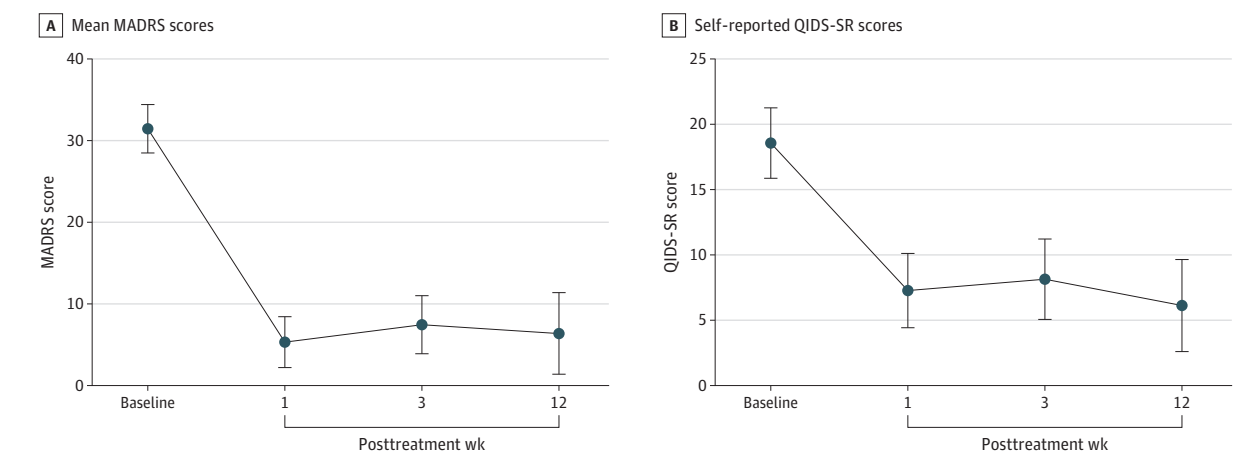 A Mean MADRS scores
40
30
20
10
0
MADRS score
Baseline 1 3 12
Posttreatment wk
B Self-reported QIDS-SR scores
25
20
15
10
5
0
QIDS-SR score
Baseline 1 3 12
Posttreatment wk